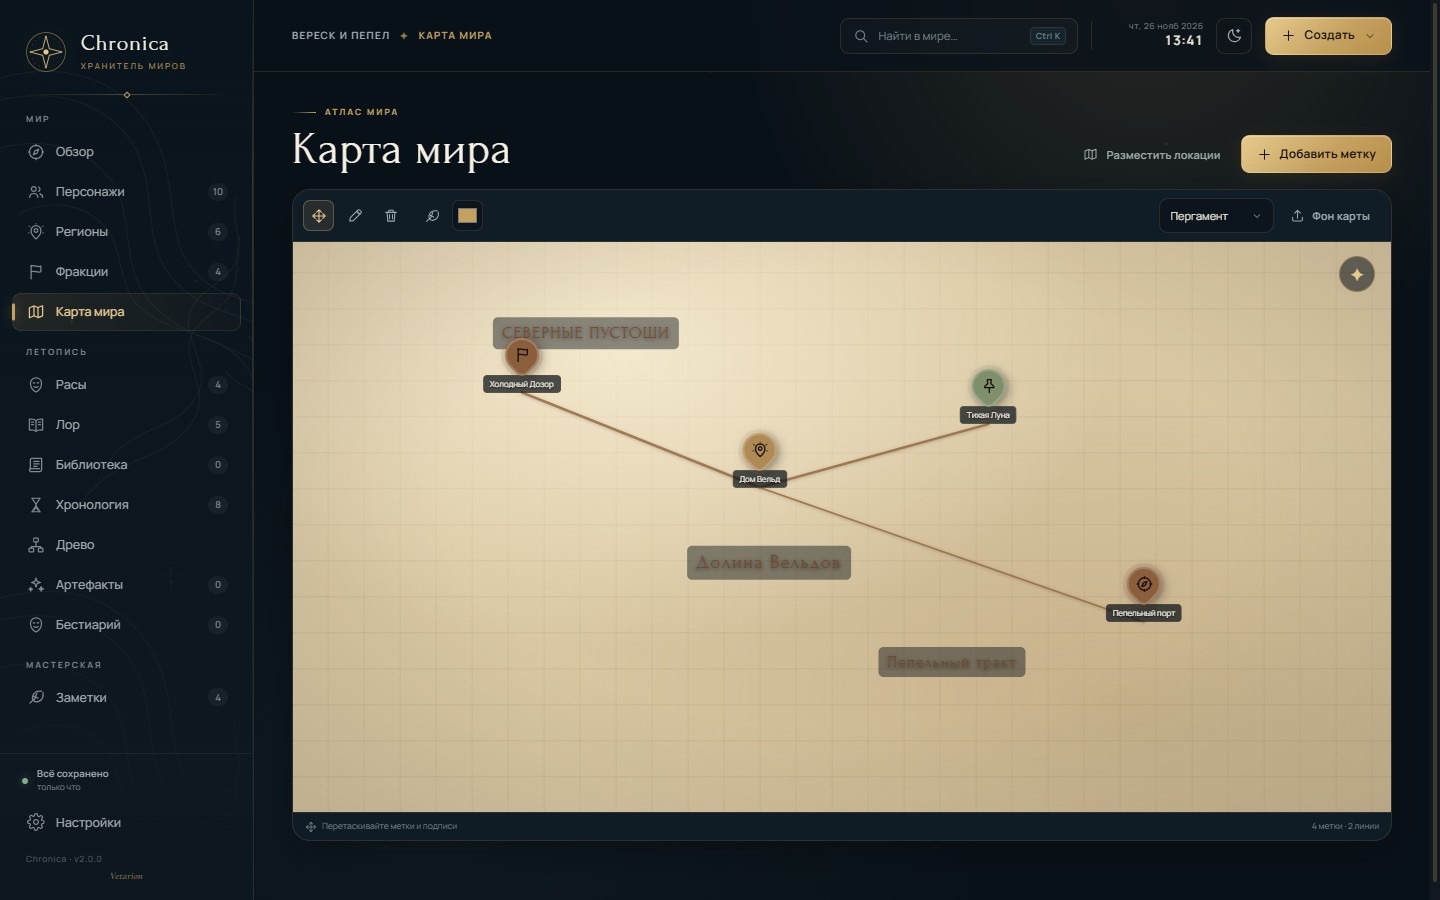 Chronica
ХРАНИТЕЛЬ МИРОВ
МИР
Обзор
Персонажи 10
Регионы 6
Фракции 4
Карта мира
ЛЕТОПИСЬ
Расы 4
Лор 5
Библиотека 0
Хронология 8
Древо
Артефакты 0
Бестиарий 0
МАСТЕРСКАЯ
Заметки 4
Всё сохранено
только что
Настройки
Chronica · v2.0.0
Vetarion
ВЕРЕСК И ПЕПЕЛ ✦ КАРТА МИРА
Найти в мире... Ctrl K
чт, 26 нояб 2026
13:41
Создать
АТЛАС МИРА
Карта мира
Разместить локации
Добавить метку
Пергамент
Фон карты
СЕВЕРНЫЕ ПУСТОШИ
Холодный Дозор
Тихая Луна
Дом Вельд
Долина Вельдов
Пепельный порт
Пепельный тракт
Перетаскивайте метки и подписи
4 метки · 2 линии